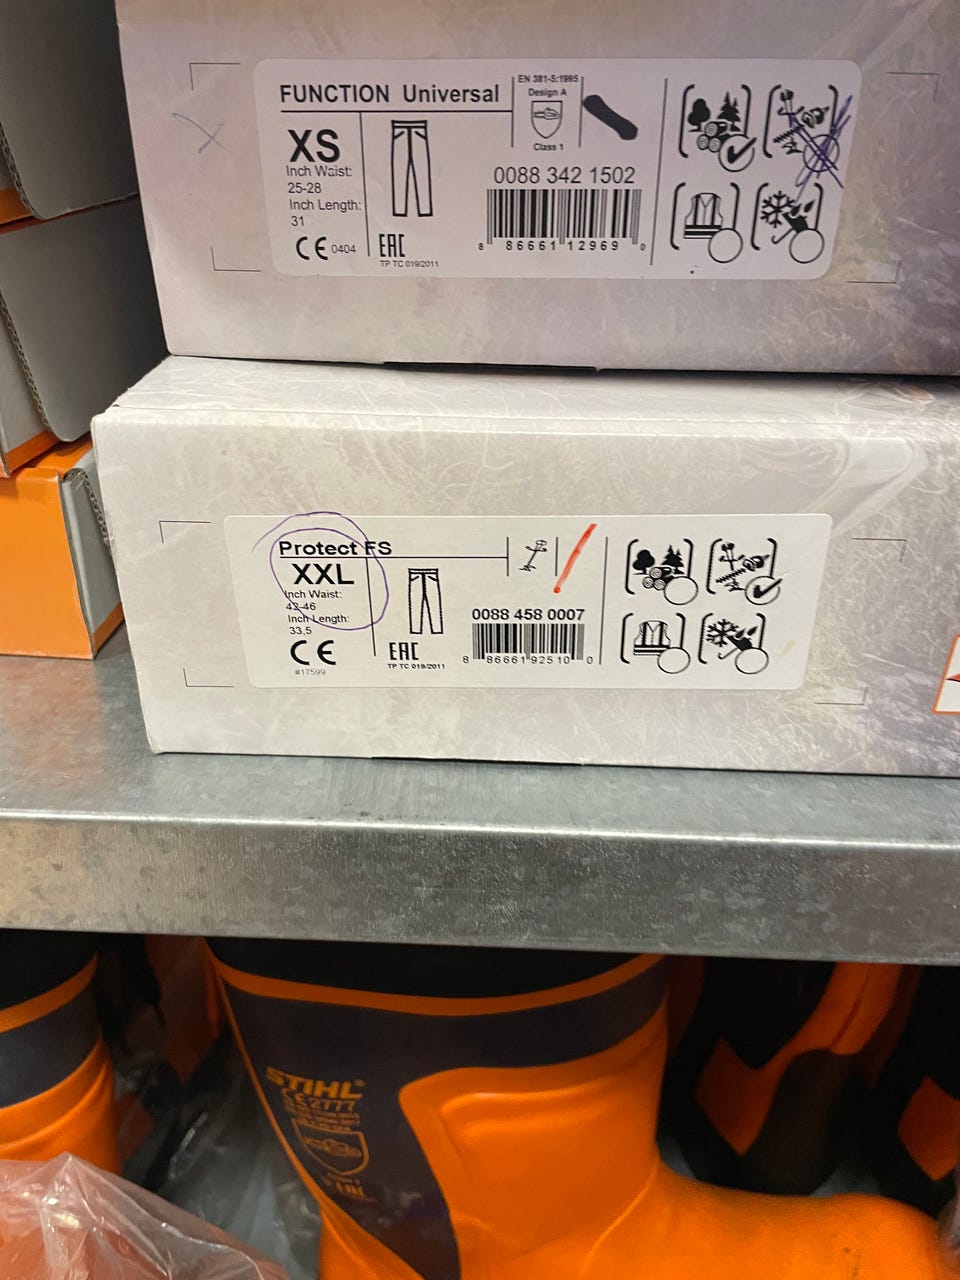 FUNCTION Universal
XS
Inch Waist:
25-28
Inch Length:
31
CE 0404
EAC
TP TC 019/2011
EN 381-5:1995
Design A
Class 1
0088 342 1502
8 86661 12969 0
Protect FS
XXL
Inch Waist:
42-46
Inch Length:
33,5
CE
#17599
EAC
TP TC 019/2011
0088 458 0007
8 86661 92510 0
STIHL
CE 2777